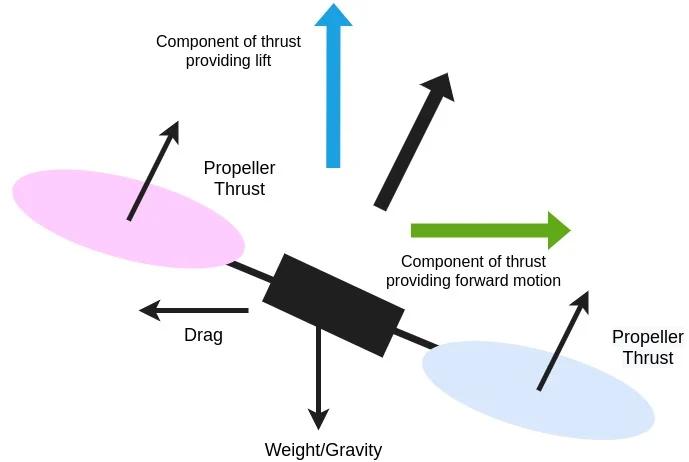 Component of thrust
providing lift
Propeller
Thrust
Component of thrust
providing forward motion
Drag
Propeller
Thrust
Weight/Gravity